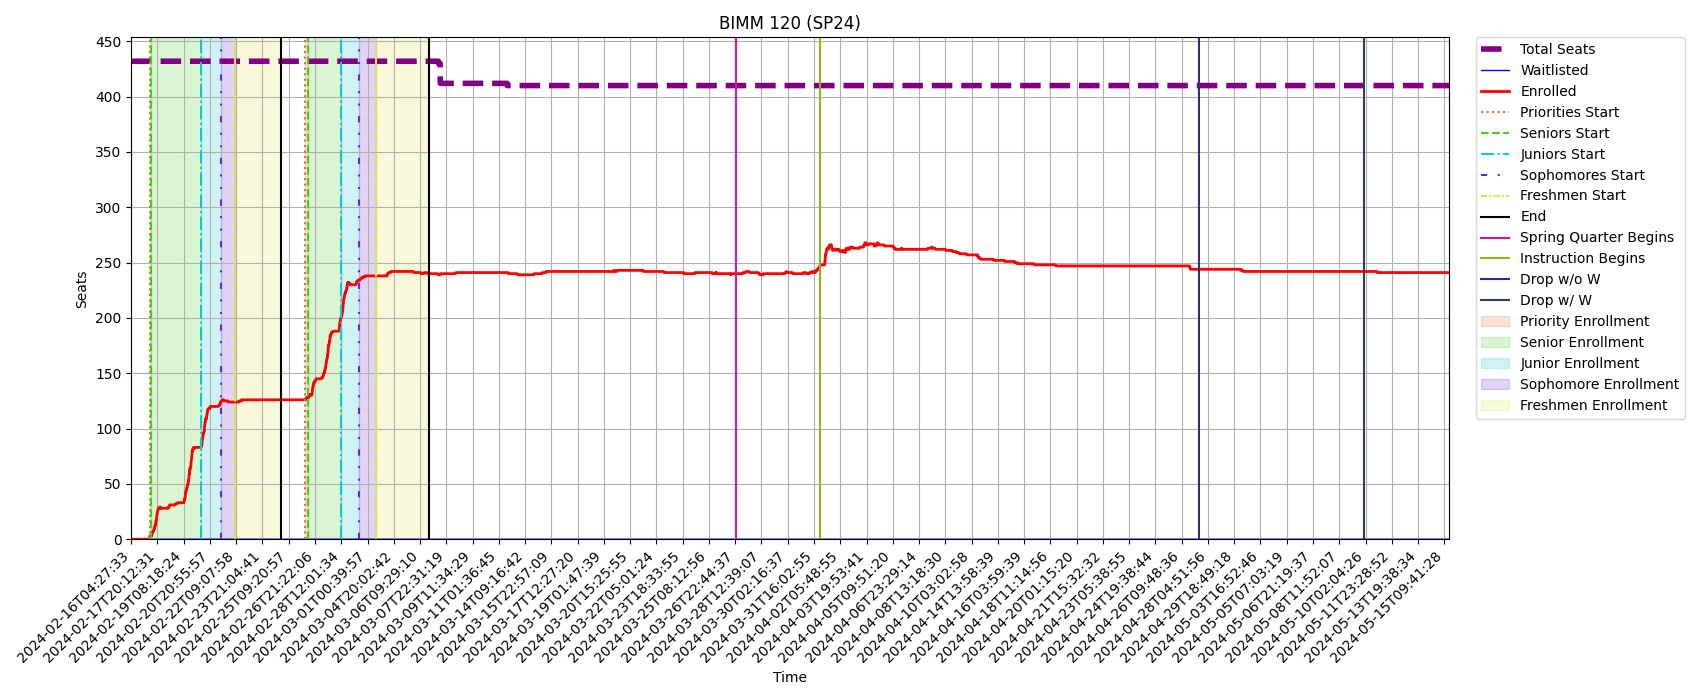 BIMM 120 (SP24)
Seats
450
400
350
300
250
200
150
100
50
0
2024-02-16T04:27:33
2024-02-17T20:12:31
2024-02-19T08:18:24
2024-02-20T20:55:57
2024-02-22T09:07:58
2024-02-23T21:04:41
2024-02-25T09:20:57
2024-02-26T21:22:06
2024-02-28T12:01:34
2024-03-01T00:39:57
2024-03-04T20:02:42
2024-03-06T09:29:10
2024-03-07T22:31:19
2024-03-09T11:34:29
2024-03-11T01:36:45
2024-03-14T09:16:42
2024-03-15T22:57:09
2024-03-17T12:27:20
2024-03-19T01:47:39
2024-03-20T15:25:55
2024-03-22T05:01:24
2024-03-23T18:33:55
2024-03-25T08:12:56
2024-03-26T22:44:37
2024-03-28T12:39:07
2024-03-30T02:16:37
2024-03-31T16:02:55
2024-04-02T05:48:55
2024-04-03T19:53:41
2024-04-05T09:51:20
2024-04-06T23:29:14
2024-04-08T13:18:30
2024-04-10T03:02:58
2024-04-14T13:58:39
2024-04-16T03:59:39
2024-04-18T11:14:56
2024-04-20T01:15:20
2024-04-21T15:32:32
2024-04-23T05:38:55
2024-04-24T19:38:44
2024-04-26T09:48:36
2024-04-28T04:51:56
2024-04-29T18:49:18
2024-05-03T16:52:46
2024-05-05T07:03:19
2024-05-06T21:19:37
2024-05-08T11:52:07
2024-05-10T02:04:26
2024-05-11T23:28:52
2024-05-13T19:38:34
2024-05-15T09:41:28
Time
Total Seats
Waitlisted
Enrolled
Priorities Start
Seniors Start
Juniors Start
Sophomores Start
Freshmen Start
End
Spring Quarter Begins
Instruction Begins
Drop w/o W
Drop w/ W
Priority Enrollment
Senior Enrollment
Junior Enrollment
Sophomore Enrollment
Freshmen Enrollment